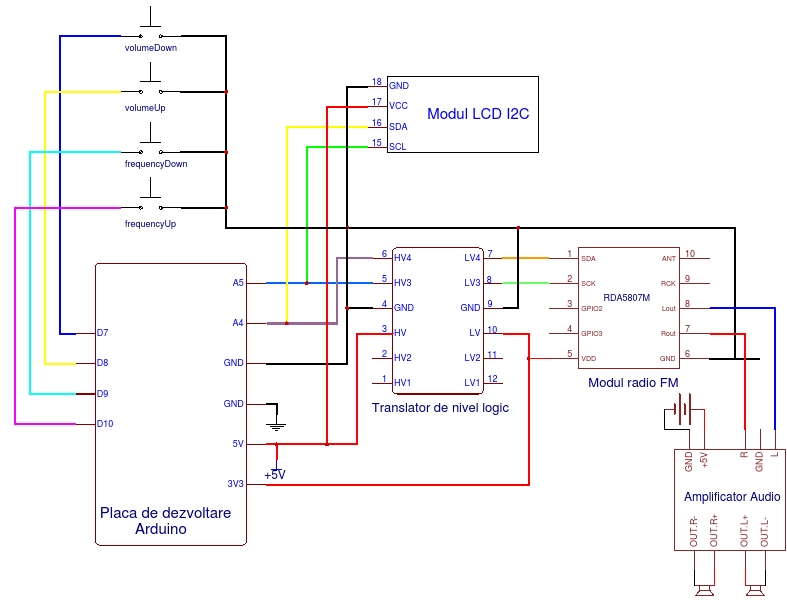 volumeDown
volumeUp
frequencyDown
frequencyUp
18 GND
17 VCC
16 SDA
15 SCL
Modul LCD I2C
6 HV4
5 HV3
4 GND
3 HV
2 HV2
1 HV1
LV4 7
LV3 8
GND 9
LV 10
LV2 11
LV1 12
Translator de nivel logic
1 SDA
2 SCK
3 GPIO2
4 GPIO3
5 VDD
RDA5807M
ANT 10
RCK 9
Lout 8
Rout 7
GND 6
Modul radio FM
D7
D8
D9
D10
A5
A4
GND
GND
5V
3V3
+5V
Placa de dezvoltare
Arduino
GND
+5V
R
GND
L
Amplificator Audio
OUT.R-
OUT.R+
OUT.L+
OUT.L-